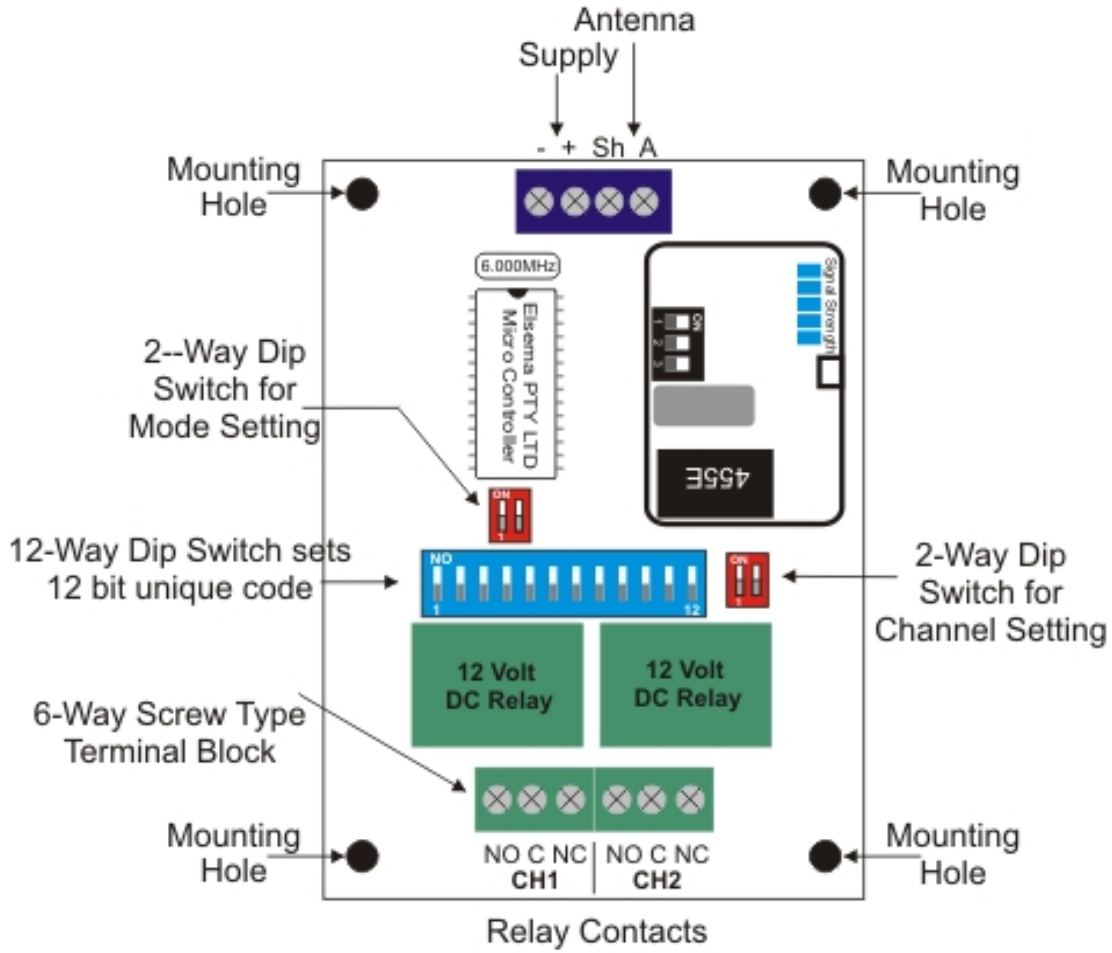 Antenna
Supply
- + Sh A
Mounting
Hole
Mounting
Hole
6.000MHz
Elsema PTY LTD
Micro Controller
Signal Strength
ON
1
2
3
2--Way Dip
Switch for
Mode Setting
455E
ON
1
12-Way Dip Switch sets
12 bit unique code
NO
1 12
ON
1
2-Way Dip
Switch for
Channel Setting
12 Volt
DC Relay
12 Volt
DC Relay
6-Way Screw Type
Terminal Block
Mounting
Hole
Mounting
Hole
NO C NC
CH1
NO C NC
CH2
Relay Contacts